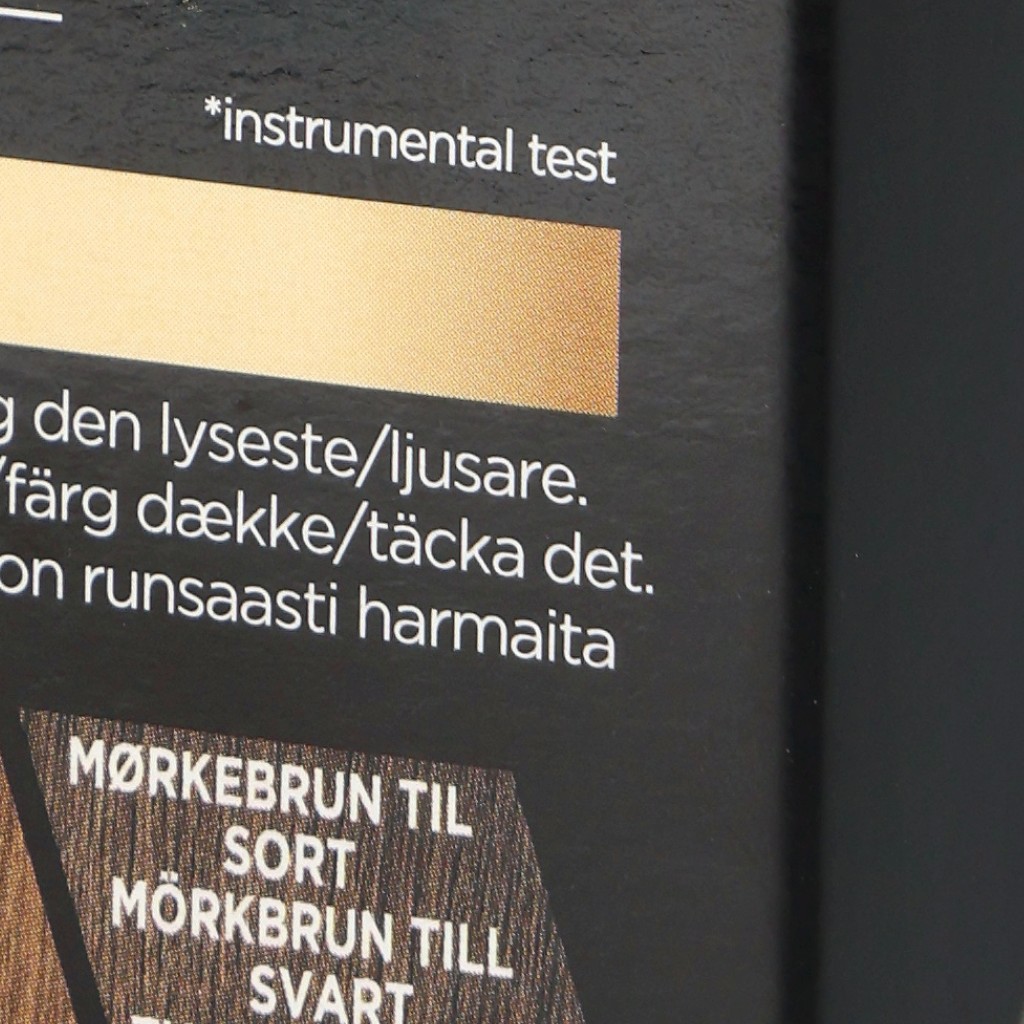 *instrumental test
den lyseste/ljusare.
/färg dække/täcka det.
on runsaasti harmaita
MØRKEBRUN TIL
SORT
MÖRKBRUN TILL
SVART